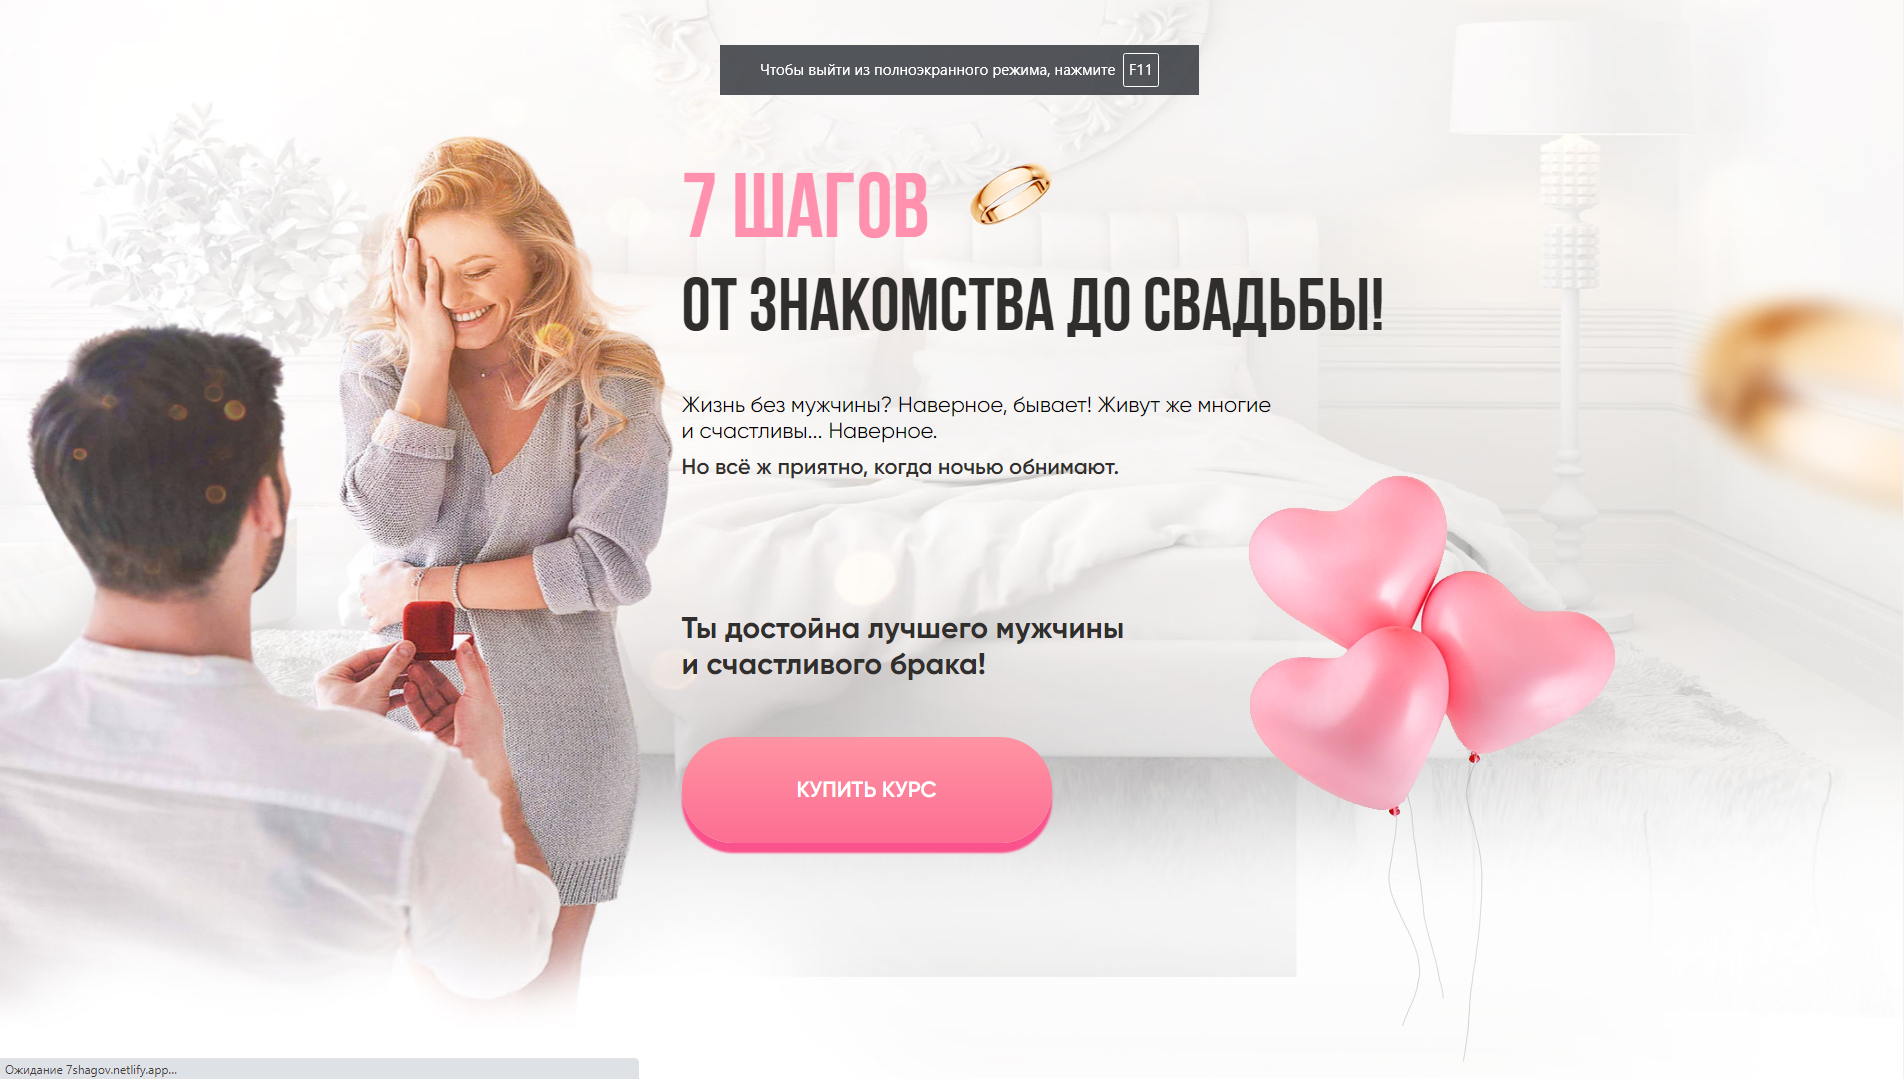 Чтобы выйти из полноэкранного режима, нажмите F11
7 ШАГОВ
ОТ ЗНАКОМСТВА ДО СВАДЬБЫ!
Жизнь без мужчины? Наверное, бывает! Живут же многие
и счастливы... Наверное.
Но всё ж приятно, когда ночью обнимают.
Ты достойна лучшего мужчины
и счастливого брака!
КУПИТЬ КУРС
Ожидание 7shagov.netlify.app...